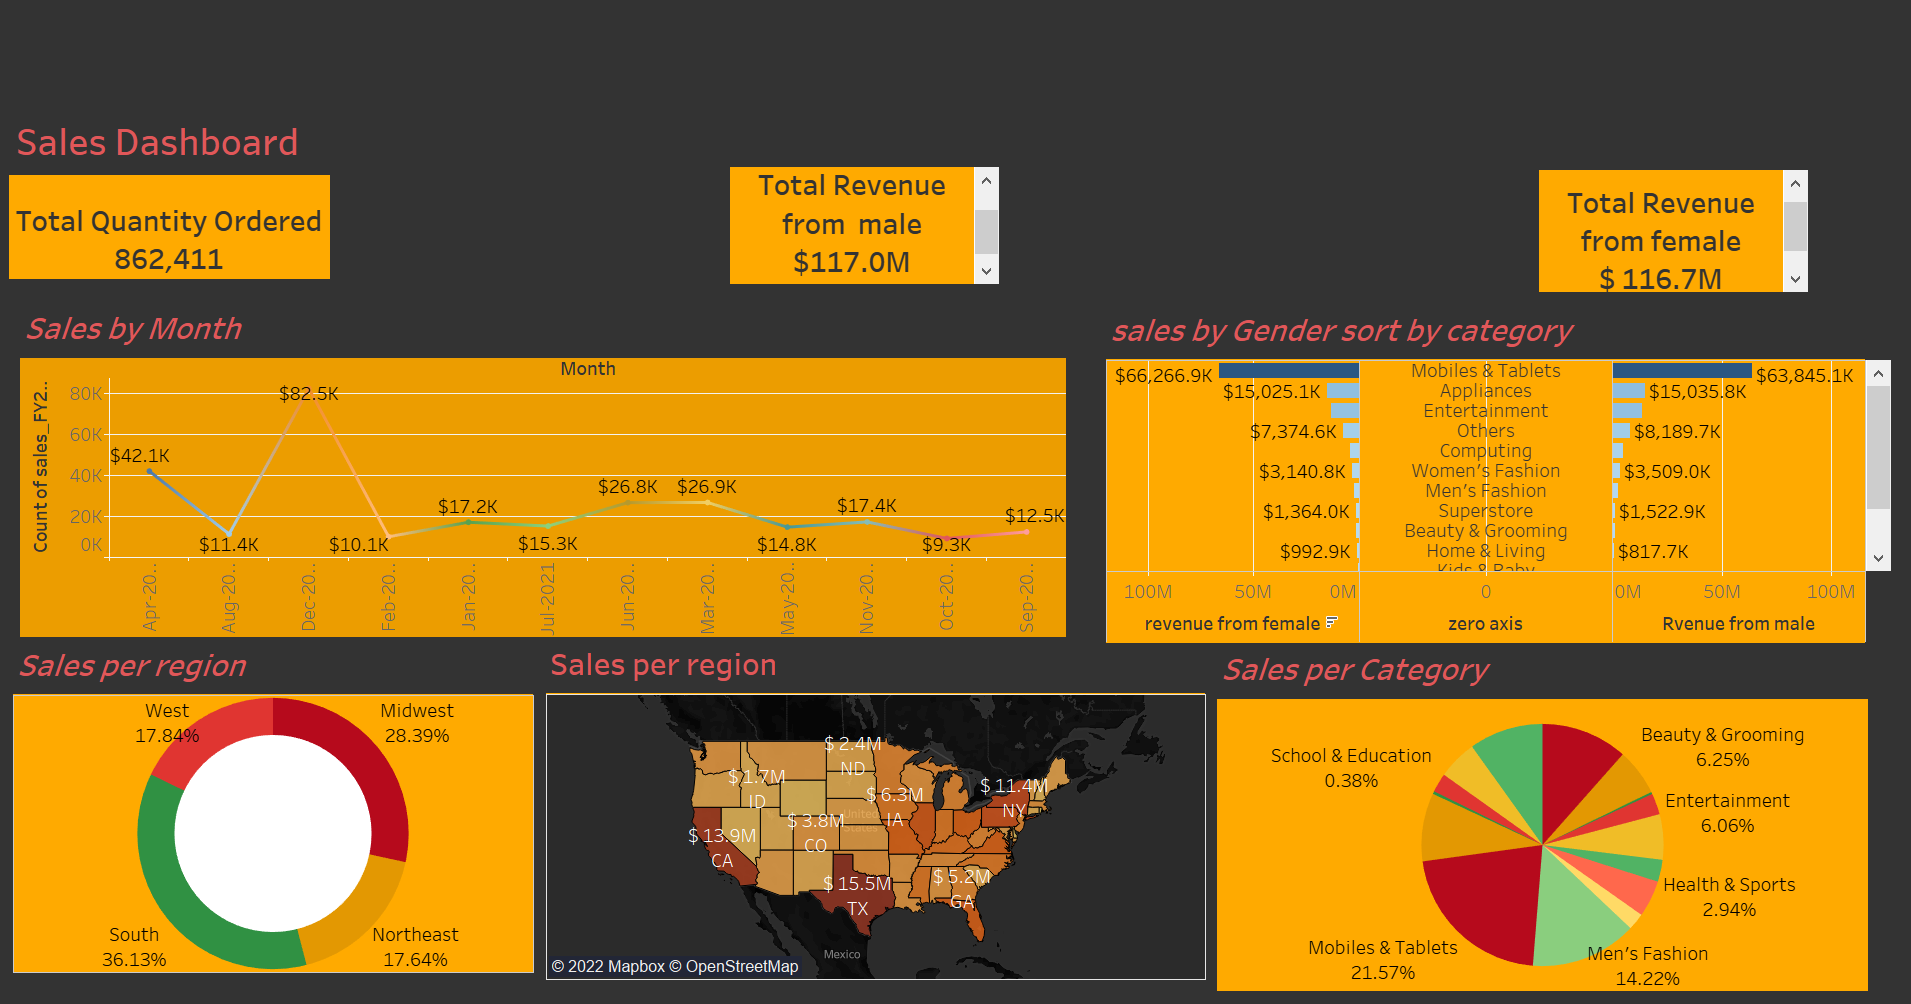 Sales Dashboard
Total Quantity Ordered
862,411
Total Revenue
from male
$117.0M
Total Revenue
from female
$ 116.7M
Sales by Month
Month
Count of sales_FY2..
80K
60K
40K
20K
0K
$42.1K
$11.4K
$82.5K
$10.1K
$17.2K
$15.3K
$26.8K
$26.9K
$14.8K
$17.4K
$9.3K
$12.5K
Apr-20..
Aug-20..
Dec-20..
Feb-20..
Jan-20..
Jul-2021
Jun-20..
Mar-20..
May-20..
Nov-20..
Oct-20..
Sep-20..
sales by Gender sort by category
$66,266.9K Mobiles & Tablets $63,845.1K
$15,025.1K Appliances $15,035.8K
Entertainment
$7,374.6K Others $8,189.7K
Computing
$3,140.8K Women's Fashion $3,509.0K
Men's Fashion
$1,364.0K Superstore $1,522.9K
Beauty & Grooming
$992.9K Home & Living $817.7K
Kids & Baby
100M 50M 0M 0 0M 50M 100M
revenue from female zero axis Rvenue from male
Sales per region
West
17.84%
Midwest
28.39%
South
36.13%
Northeast
17.64%
Sales per region
$ 2.4M
ND
$ 1.7M
ID
$ 11.4M
NY
$ 6.3M
IA
United
States
$ 3.8M
CO
$ 13.9M
CA
$ 15.5M
TX
$ 5.2M
GA
Mexico
© 2022 Mapbox © OpenStreetMap
Sales per Category
School & Education
0.38%
Beauty & Grooming
6.25%
Entertainment
6.06%
Health & Sports
2.94%
Men's Fashion
14.22%
Mobiles & Tablets
21.57%